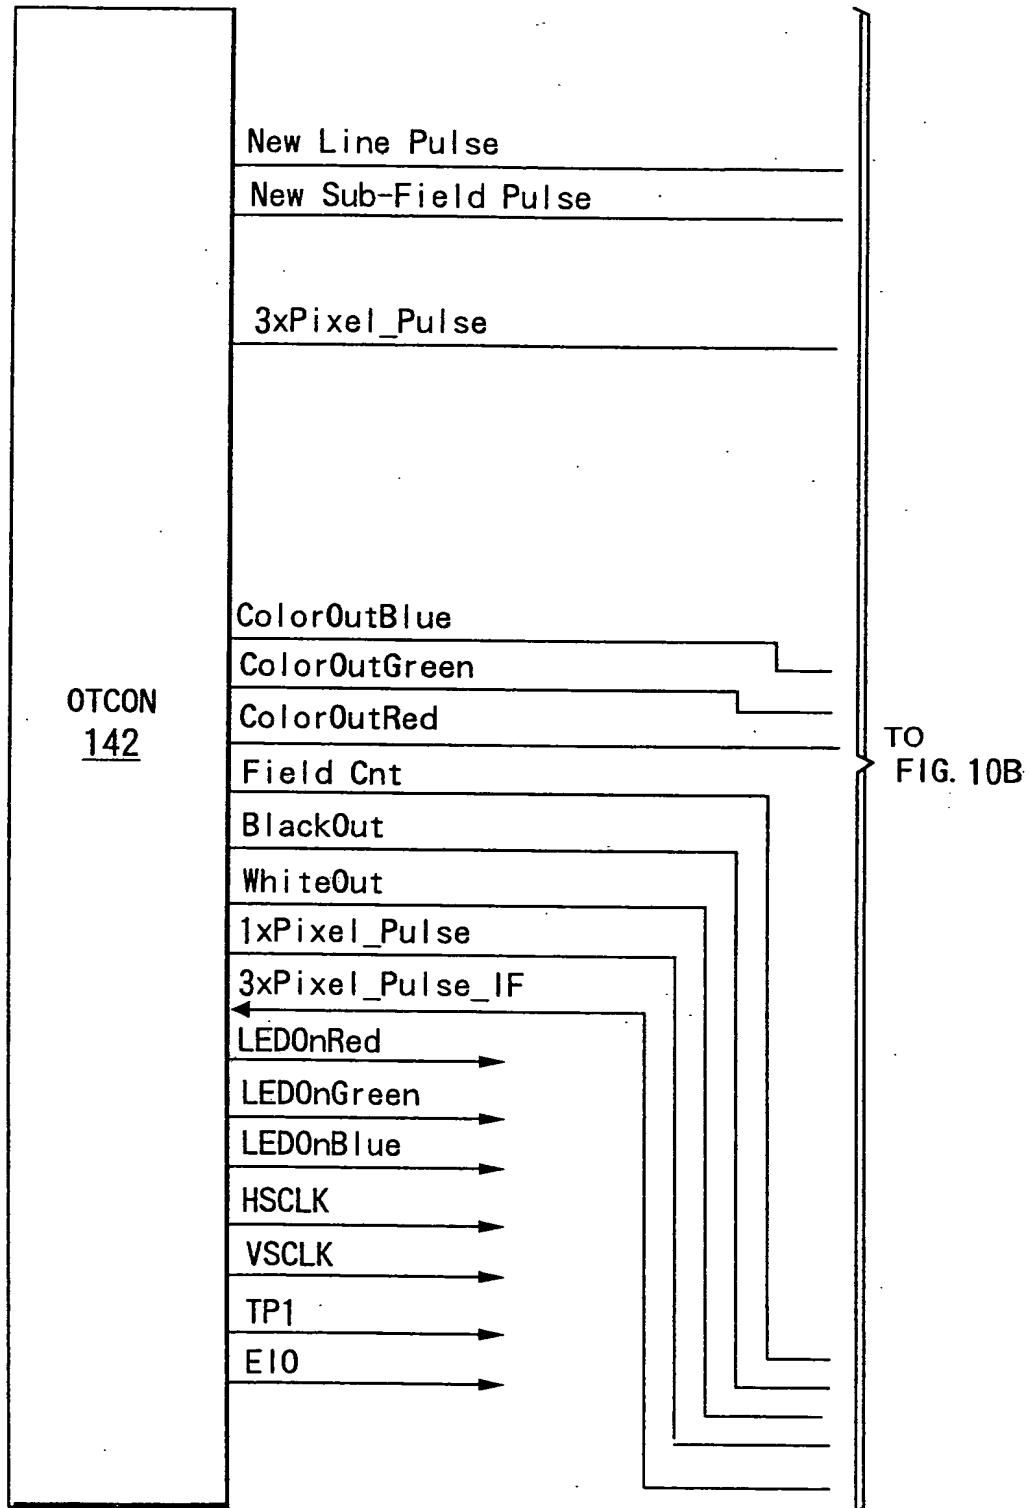 New Line Pulse
New Sub-Field Pulse
3xPixel_Pulse
ColorOutBlue
ColorOutGreen
OTCON
142
ColorOutRed
TO
FIG. 10B
Field Cnt
BlackOut
WhiteOut
1xPixel_Pulse
3xPixel_Pulse_IF
LEDOnRed
LEDOnGreen
LEDOnBlue
HSCLK
VSCLK
TP1
EIO